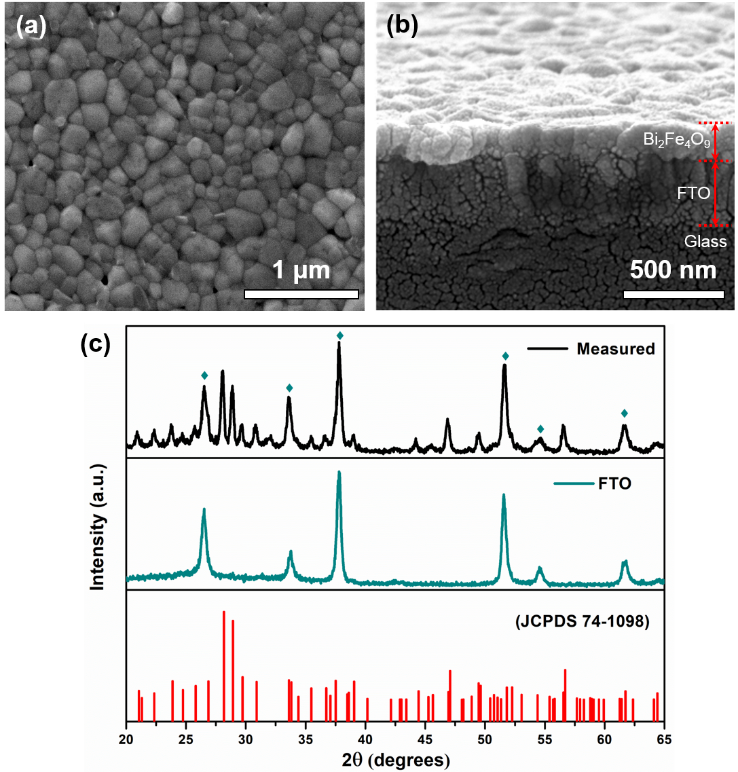 (a)
1 µm
(b)
Bi₂Fe₄O₉
FTO
Glass
500 nm
(c)
Measured
FTO
(JCPDS 74-1098)
Intensity (a.u.)
20 25 30 35 40 45 50 55 60 65
2θ (degrees)